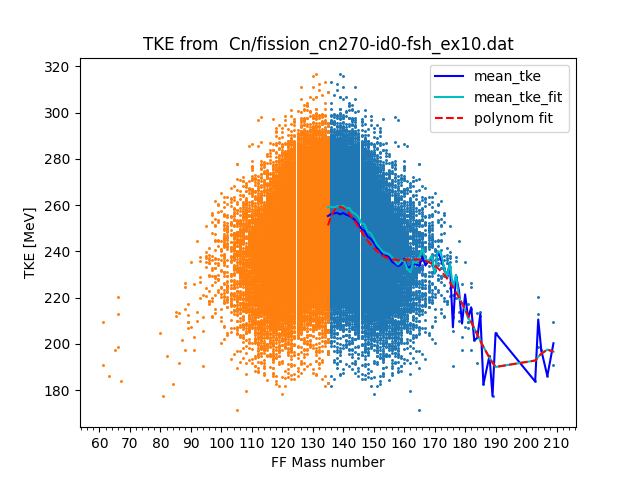 TKE from  Cn/fission_cn270-id0-fsh_ex10.dat
320
300
280
260
240
220
200
180
TKE [MeV]
mean_tke
mean_tke_fit
polynom fit
60 70 80 90 100 110 120 130 140 150 160 170 180 190 200 210
FF Mass number